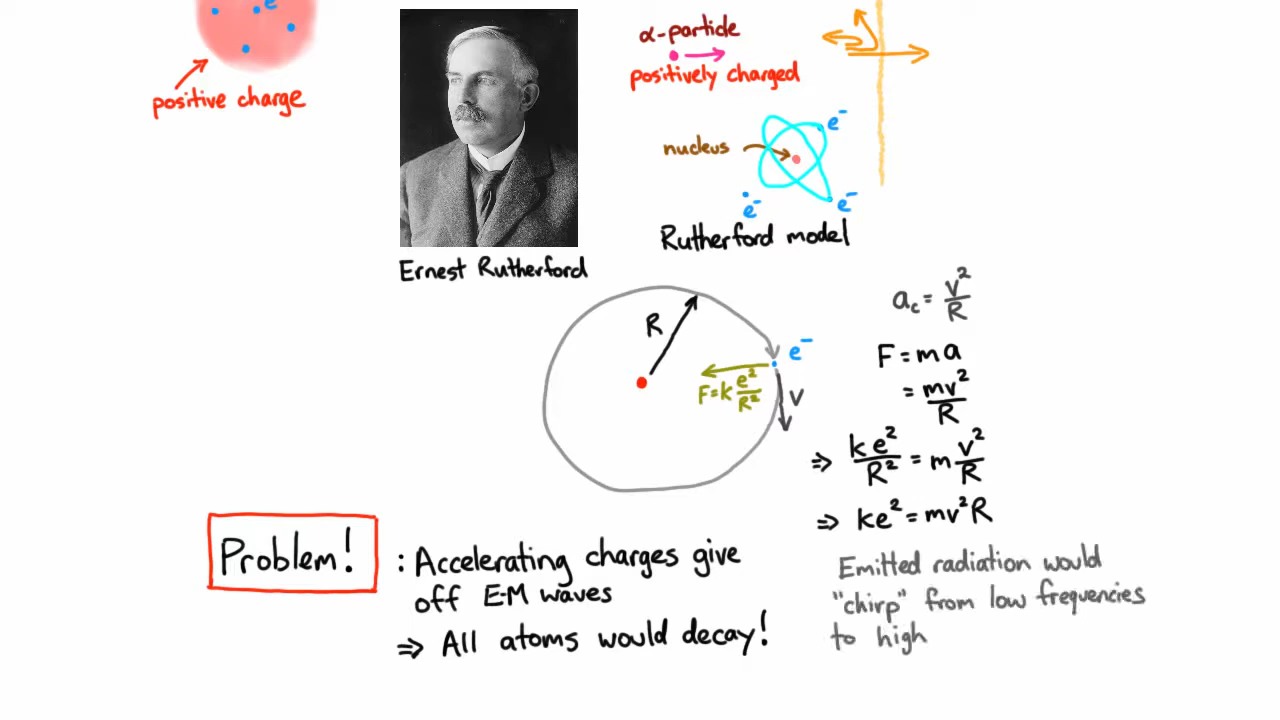 e
positive charge
Ernest Rutherford
α-particle
positively charged
nucleus
e⁻
e⁻
e⁻
Rutherford model
R
e⁻
F=k e²/R²
v
a_c = v²/R
F = ma
= mv²/R
⇒ ke²/R² = m v²/R
⇒ ke² = mv²R
Problem!
: Accelerating charges give
off E-M waves
⇒ All atoms would decay!
Emitted radiation would
"chirp" from low frequencies
to high